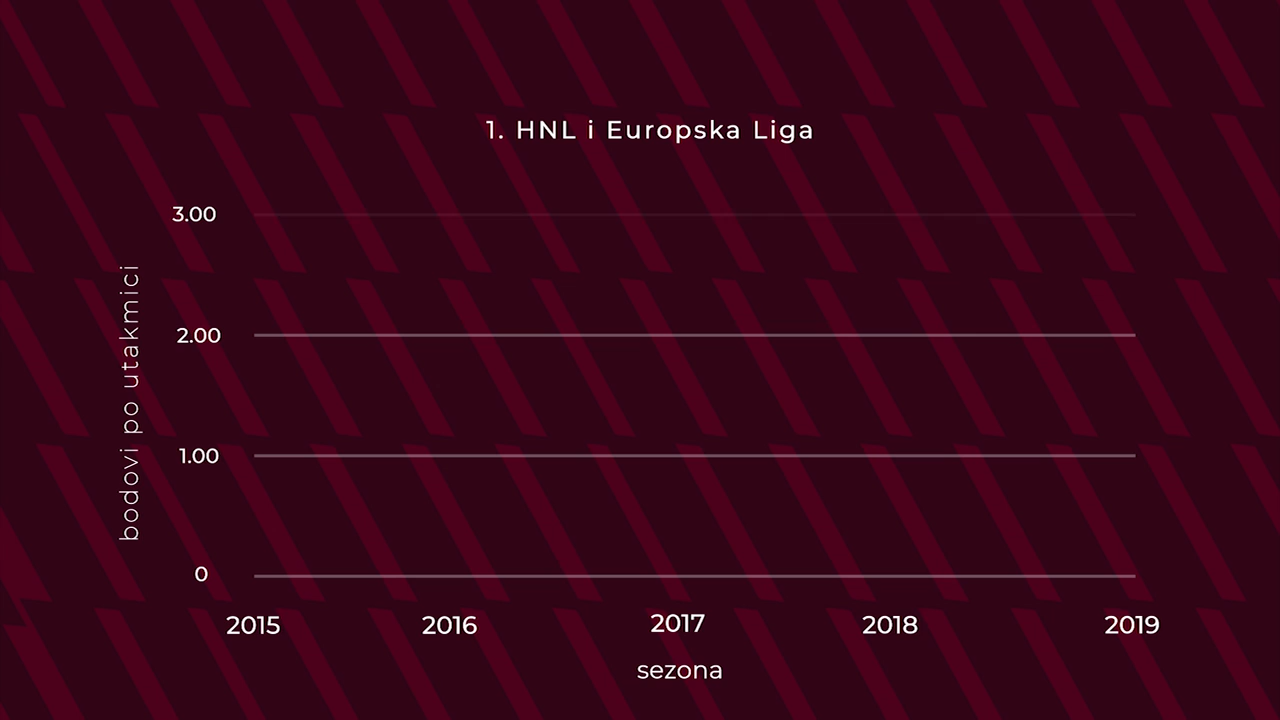 1. HNL i Europska Liga
3.00
2.00
1.00
0
bodovi po utakmici
2015 2016 2017 2018 2019
sezona